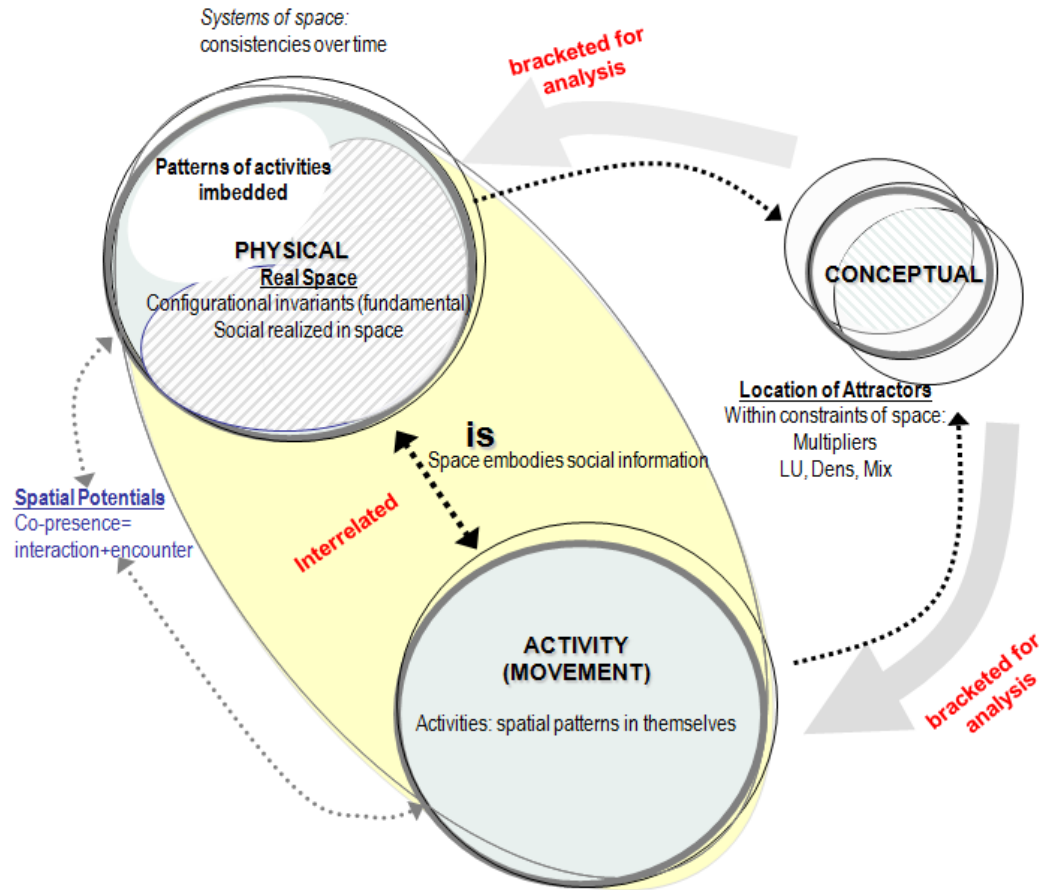 Systems of space:
consistencies over time
bracketed for
analysis
Patterns of activities
imbedded
PHYSICAL
Real Space
Configurational invariants (fundamental)
Social realized in space
CONCEPTUAL
Location of Attractors
Within constraints of space:
Multipliers
LU, Dens, Mix
is
Space embodies social information
Interrelated
Spatial Potentials
Co-presence=
interaction+encounter
ACTIVITY
(MOVEMENT)
Activities: spatial patterns in themselves
bracketed for
analysis